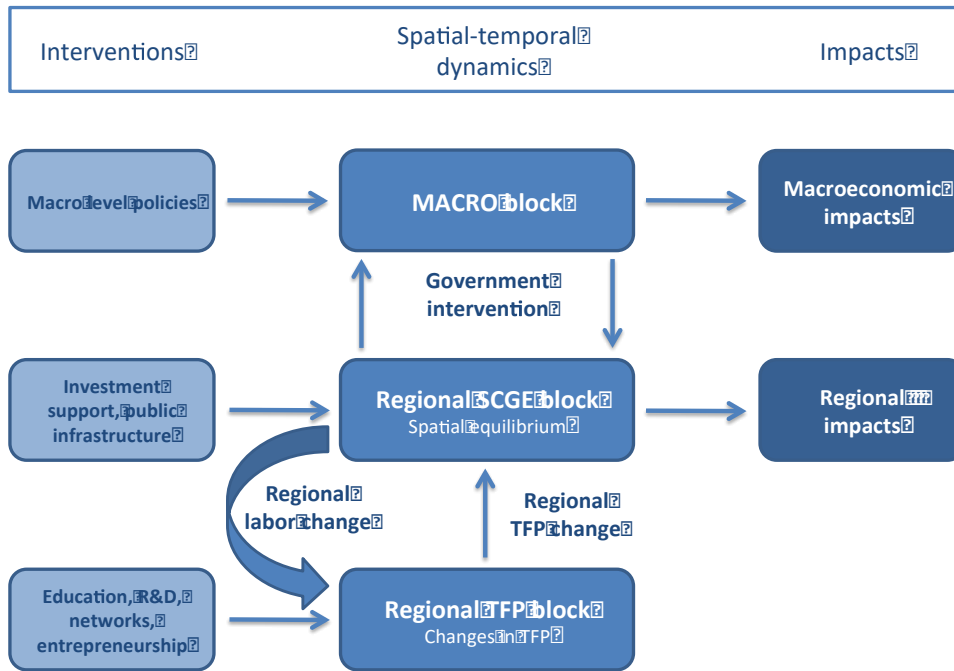 Interventions
Spatial-temporal
dynamics
Impacts
Macro level policies
MACRO block
Macroeconomic
impacts
Government
intervention
Investment
support, public
infrastructure
Regional SCGE block
Spatial equilibrium
Regional
impacts
Regional
labor change
Regional
TFP change
Education, R&D,
networks,
entrepreneurship
Regional TFP block
Changes in TFP